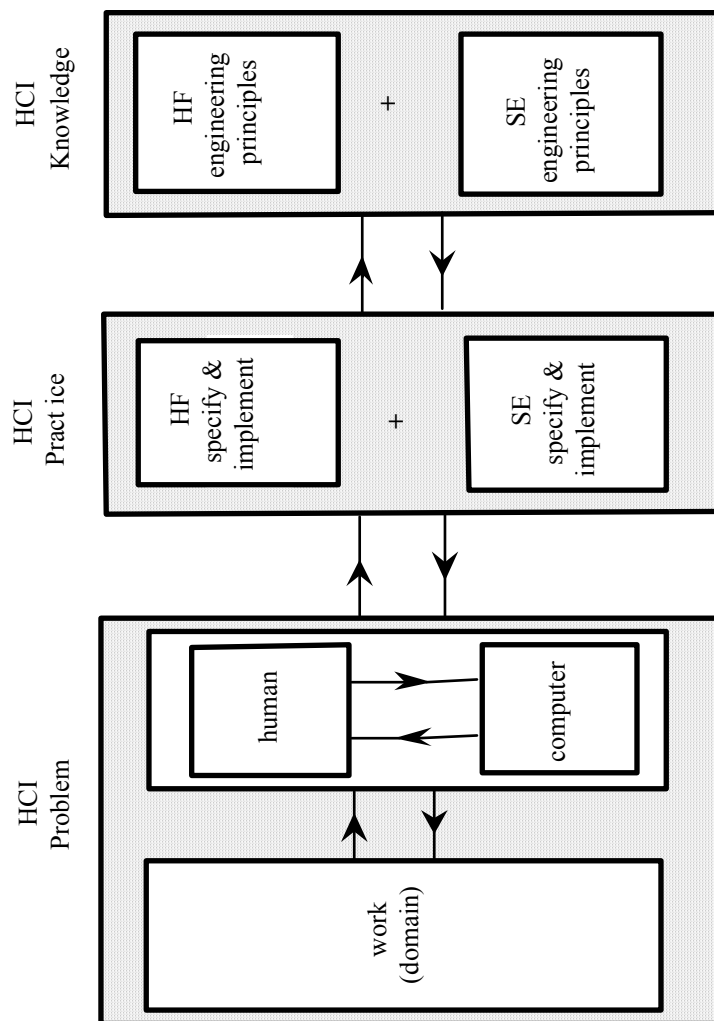 HCI
Problem
work
(domain)
human
computer
HCI
Pract ice
HF
specify &
implement
+
SE
specify &
implement
HCI
Knowledge
HF
engineering
principles
+
SE
engineering
principles